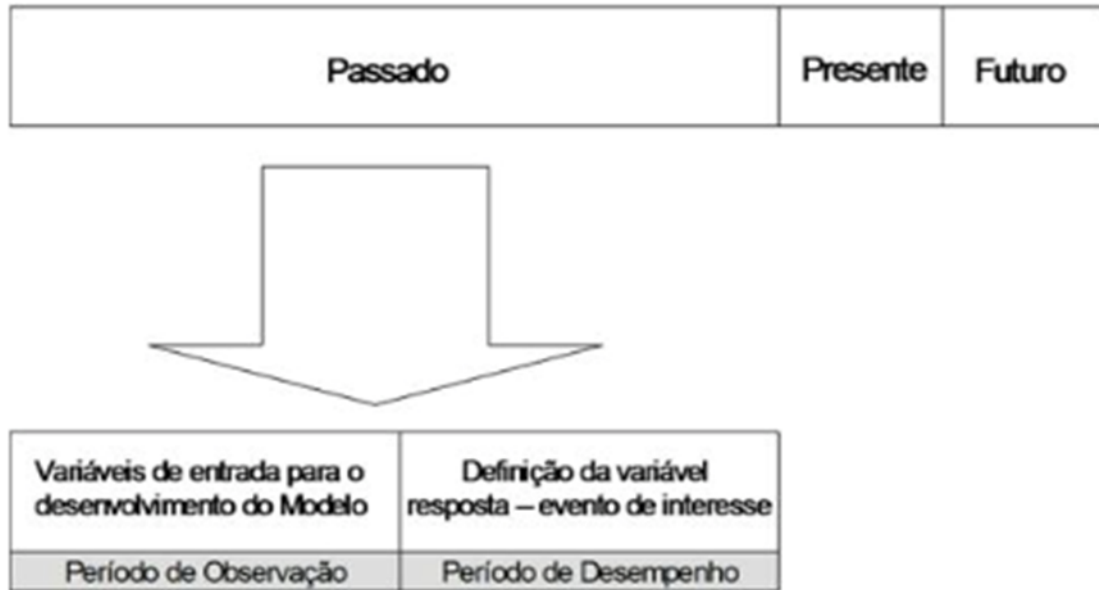 Passado
Presente
Futuro
Variáveis de entrada para o
desenvolvimento do Modelo
Definição da variável
resposta – evento de interesse
Período de Observação
Período de Desempenho